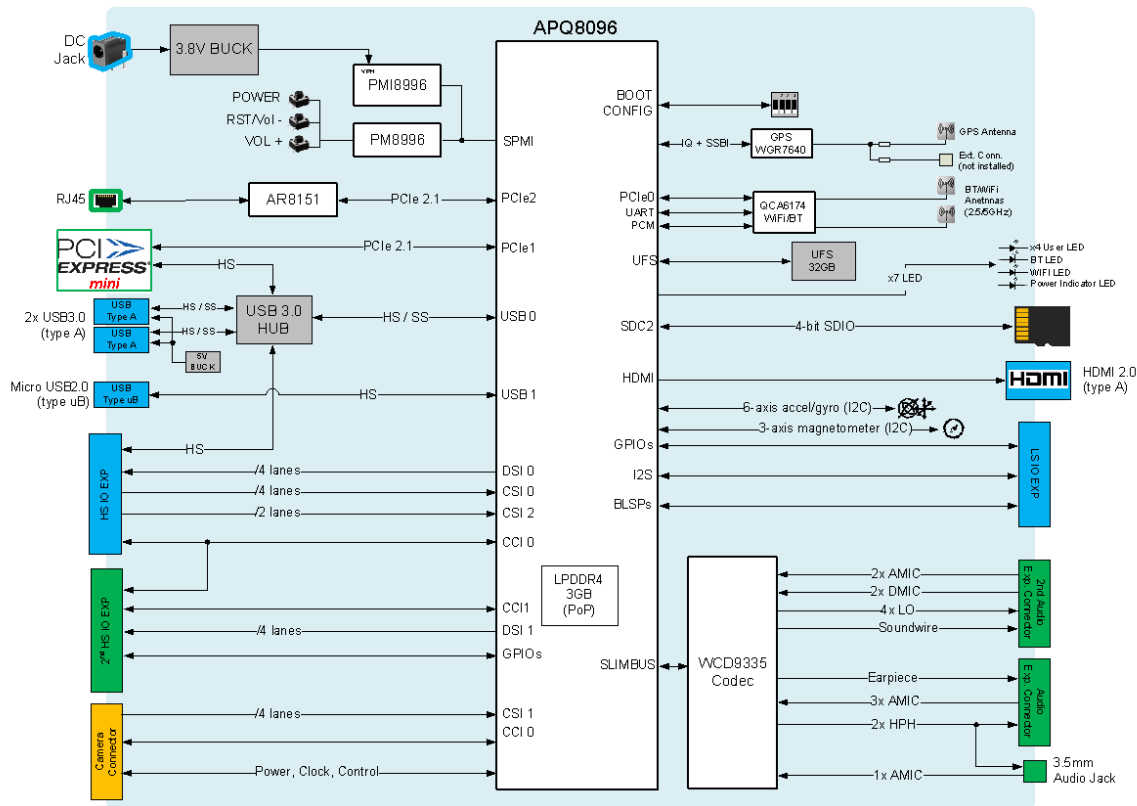 APQ8096
DC
Jack
3.8V BUCK
VPH
PMI8996
POWER
RST/Vol -
VOL +
PM8996
SPMI
RJ45
AR8151
PCIe 2.1
PCIe2
PCI
EXPRESS
mini
PCIe 2.1
PCIe1
HS
2x USB3.0
(type A)
USB
Type A
USB
Type A
HS / SS
HS / SS
5V
BUCK
USB 3.0
HUB
HS / SS
USB 0
Micro USB2.0
(type uB)
USB
Type uB
HS
USB 1
HS IO EXP
HS
/4 lanes
DSI 0
/4 lanes
CSI 0
/2 lanes
CSI 2
CCI 0
2nd HS IO EXP
CCI1
/4 lanes
DSI 1
GPIOs
Camera
Connector
/4 lanes
CSI 1
CCI 0
Power, Clock, Control
LPDDR4
3GB
(PoP)
BOOT
CONFIG
IQ + SSBI
GPS
WGR7640
GPS Antenna
Ext. Conn.
(not installed)
PCIe0
UART
PCM
QCA6174
WiFi/BT
BT/WiFi
Anetnnas
(2.5/5GHz)
UFS
UFS
32GB
x7 LED
x4 User LED
BT LED
WIFI LED
Power Indicator LED
SDC2
4-bit SDIO
HDMI
HDMI
HDMI 2.0
(type A)
6-axis accel/gyro (I2C)
3-axis magnetometer (I2C)
GPIOs
I2S
BLSPs
LS IO EXP
SLIMBUS
WCD9335
Codec
2x AMIC
2x DMIC
4x LO
Soundwire
2nd Audio
Exp. Connector
Earpiece
3x AMIC
2x HPH
Audio
Exp. Connector
1x AMIC
3.5mm
Audio Jack